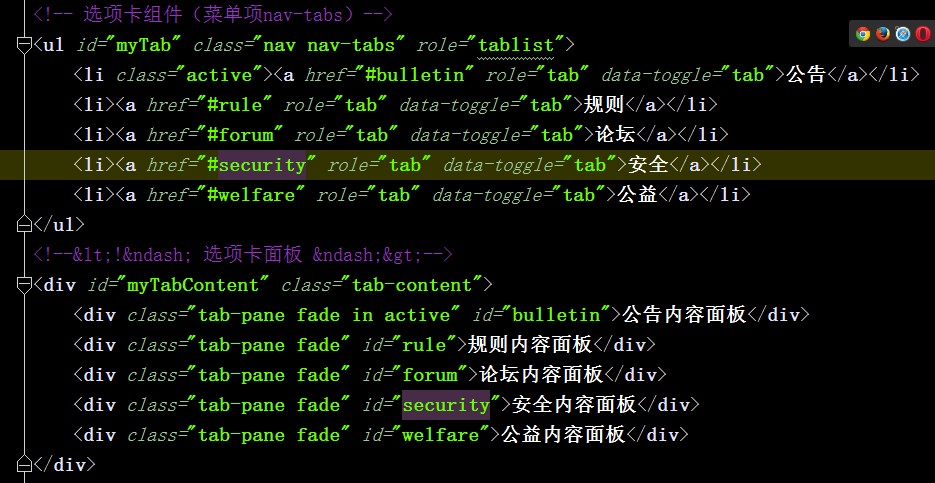 <!-- 选项卡组件（菜单项nav-tabs）-->
<ul id="myTab" class="nav nav-tabs" role="tablist">
<li class="active"><a href="#bulletin" role="tab" data-toggle="tab">公告</a></li>
<li><a href="#rule" role="tab" data-toggle="tab">规则</a></li>
<li><a href="#forum" role="tab" data-toggle="tab">论坛</a></li>
<li><a href="#security" role="tab" data-toggle="tab">安全</a></li>
<li><a href="#welfare" role="tab" data-toggle="tab">公益</a></li>
</ul>
<!--&lt;!&ndash; 选项卡面板 &ndash;&gt;-->
<div id="myTabContent" class="tab-content">
<div class="tab-pane fade in active" id="bulletin">公告内容面板</div>
<div class="tab-pane fade" id="rule">规则内容面板</div>
<div class="tab-pane fade" id="forum">论坛内容面板</div>
<div class="tab-pane fade" id="security">安全内容面板</div>
<div class="tab-pane fade" id="welfare">公益内容面板</div>
</div>